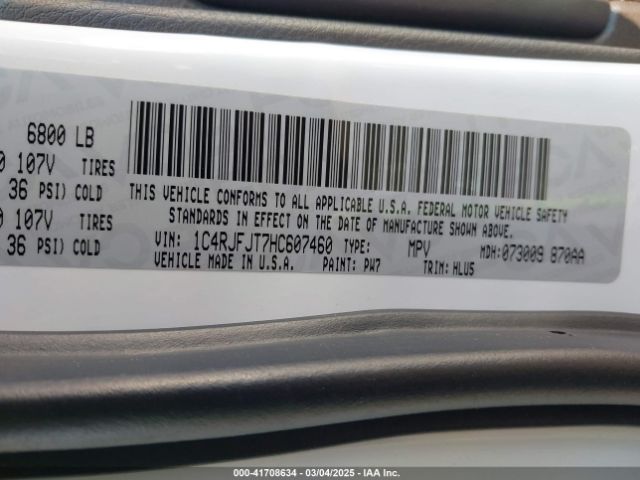 6800 LB
0 107V TIRES
36 PSI) COLD
0 107V TIRES
36 PSI) COLD
THIS VEHICLE CONFORMS TO ALL APPLICABLE U.S.A. FEDERAL MOTOR VEHICLE SAFETY
STANDARDS IN EFFECT ON THE DATE OF MANUFACTURE SHOWN ABOVE.
VIN: 1C4RJFJT7HC607460 TYPE: MPV MDH:073009 870AA
VEHICLE MADE IN U.S.A. PAINT: PW7 TRIM: HLU5
000-41708634 - 03/04/2025 - IAA Inc.